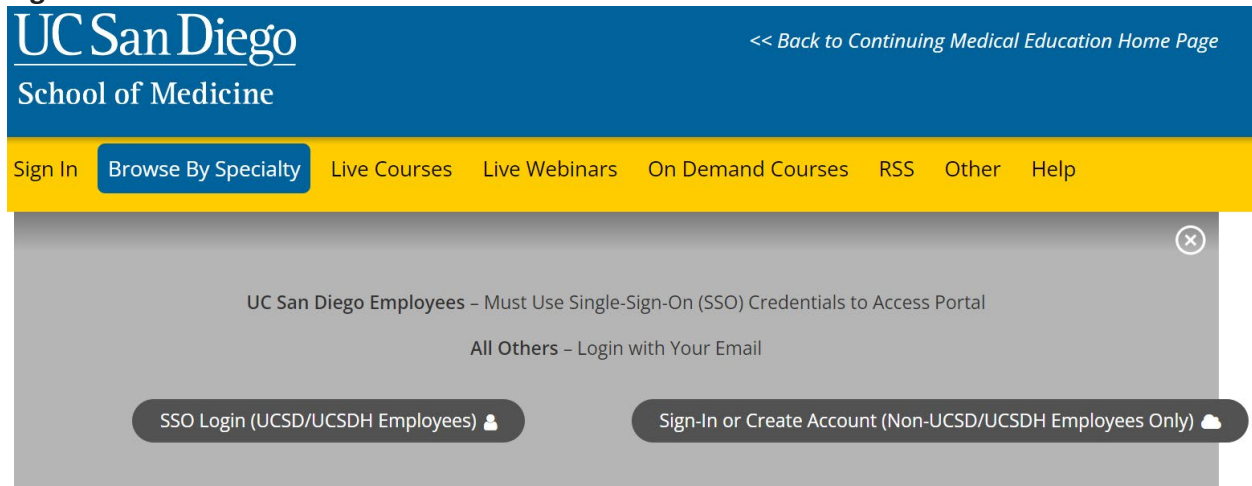 UC San Diego
School of Medicine
<< Back to Continuing Medical Education Home Page
Sign In Browse By Specialty Live Courses Live Webinars On Demand Courses RSS Other Help
UC San Diego Employees – Must Use Single-Sign-On (SSO) Credentials to Access Portal
All Others – Login with Your Email
SSO Login (UCSD/UCSDH Employees)
Sign-In or Create Account (Non-UCSD/UCSDH Employees Only)